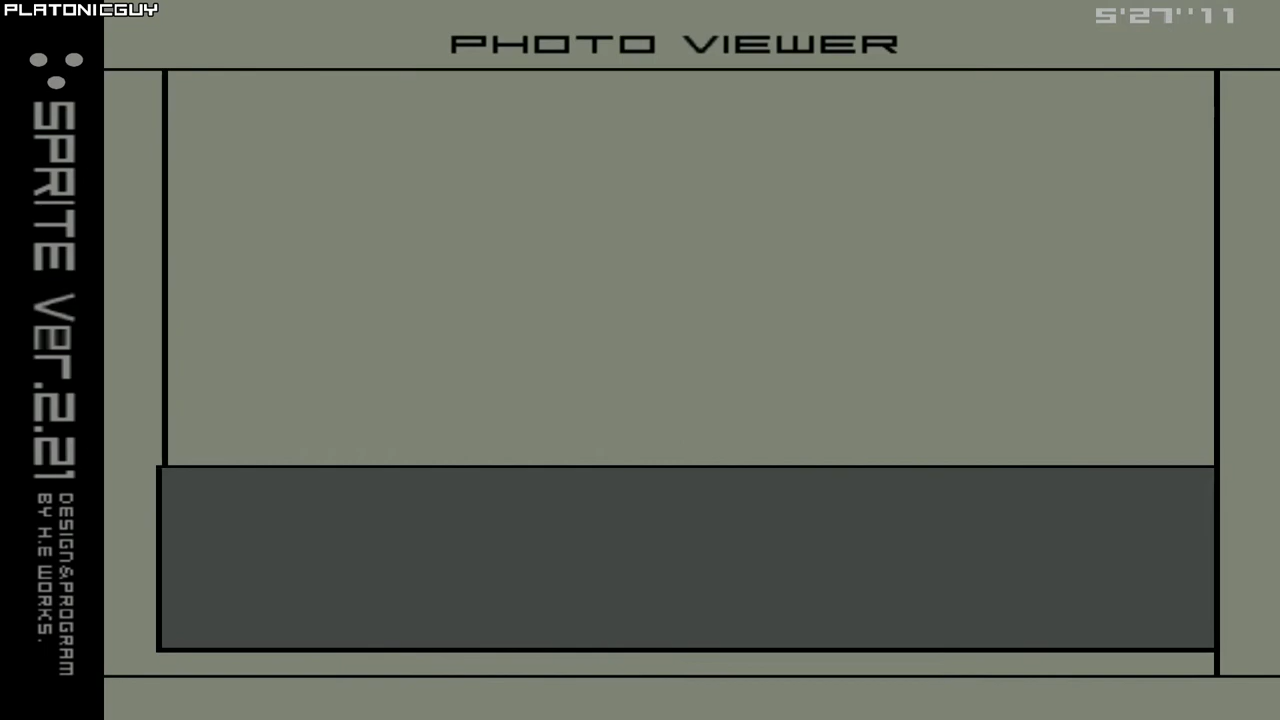 PLATONICGUY
5'27''11
PHOTO VIEWER
SPRITE Ver.2.21
DESIGN&PROGRAM
BY H.E WORKS.